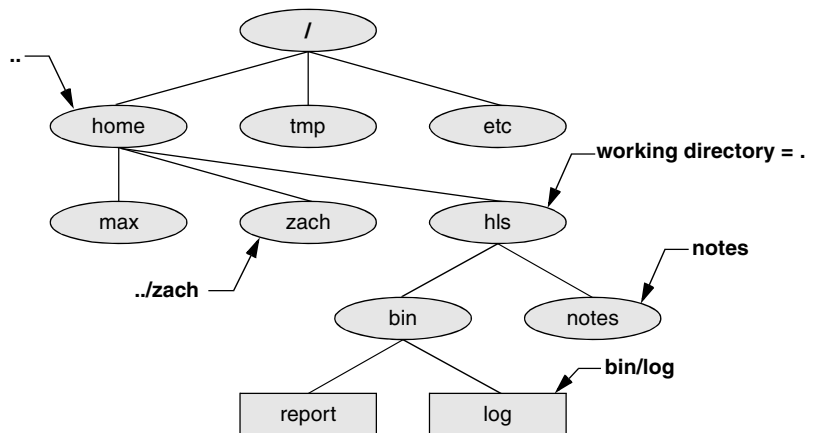 /
..
home
tmp
etc
working directory = .
max
zach
hls
notes
../zach
bin
notes
bin/log
report
log